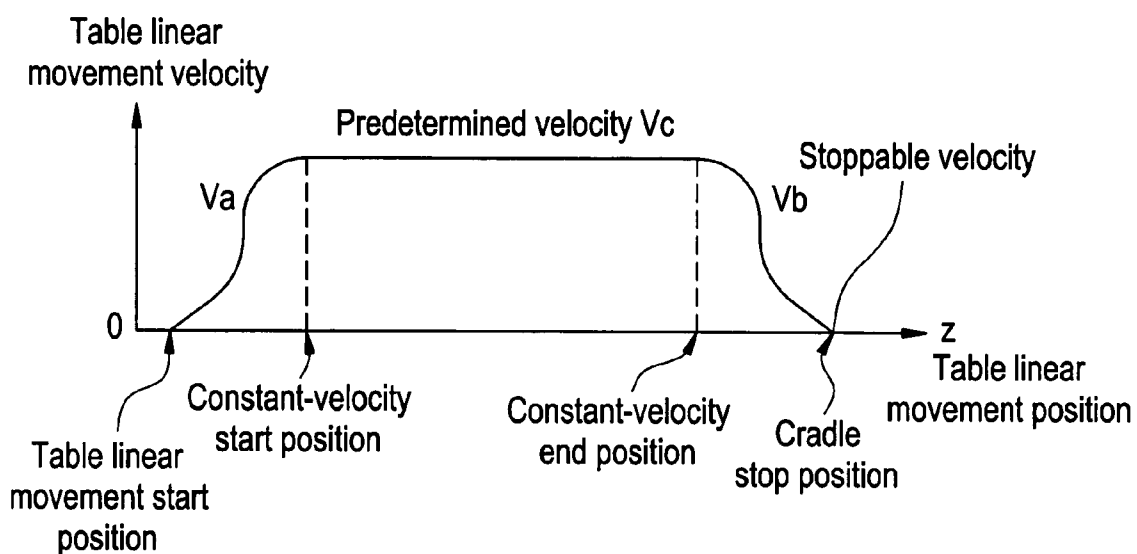 Table linear
movement velocity
Predetermined velocity Vc
Stoppable velocity
Va
Vb
0
z
Table linear
movement position
Constant-velocity
start position
Constant-velocity
end position
Cradle
stop position
Table linear
movement start
position